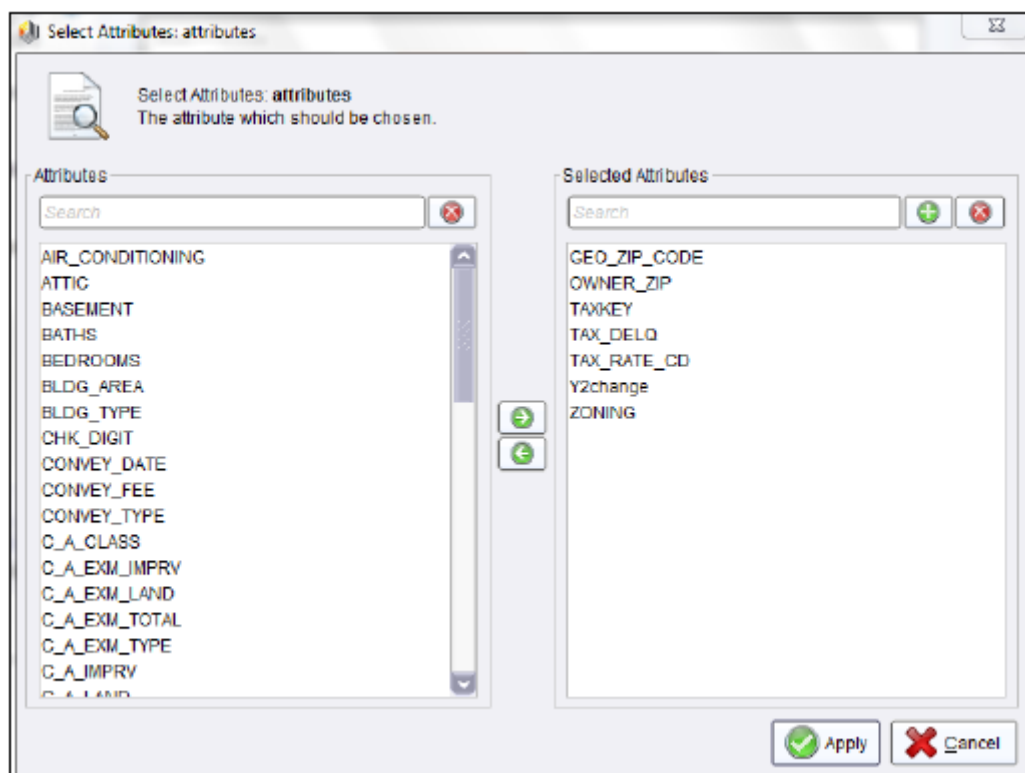 Select Attributes: attributes
Select Attributes: attributes
The attribute which should be chosen.
Attributes
Search
AIR_CONDITIONING
ATTIC
BASEMENT
BATHS
BEDROOMS
BLDG_AREA
BLDG_TYPE
CHK_DIGIT
CONVEY_DATE
CONVEY_FEE
CONVEY_TYPE
C_A_CLASS
C_A_EXM_IMPRV
C_A_EXM_LAND
C_A_EXM_TOTAL
C_A_EXM_TYPE
C_A_IMPRV
C_A_LAND
Selected Attributes
Search
GEO_ZIP_CODE
OWNER_ZIP
TAXKEY
TAX_DELQ
TAX_RATE_CD
Y2change
ZONING
Apply
Cancel